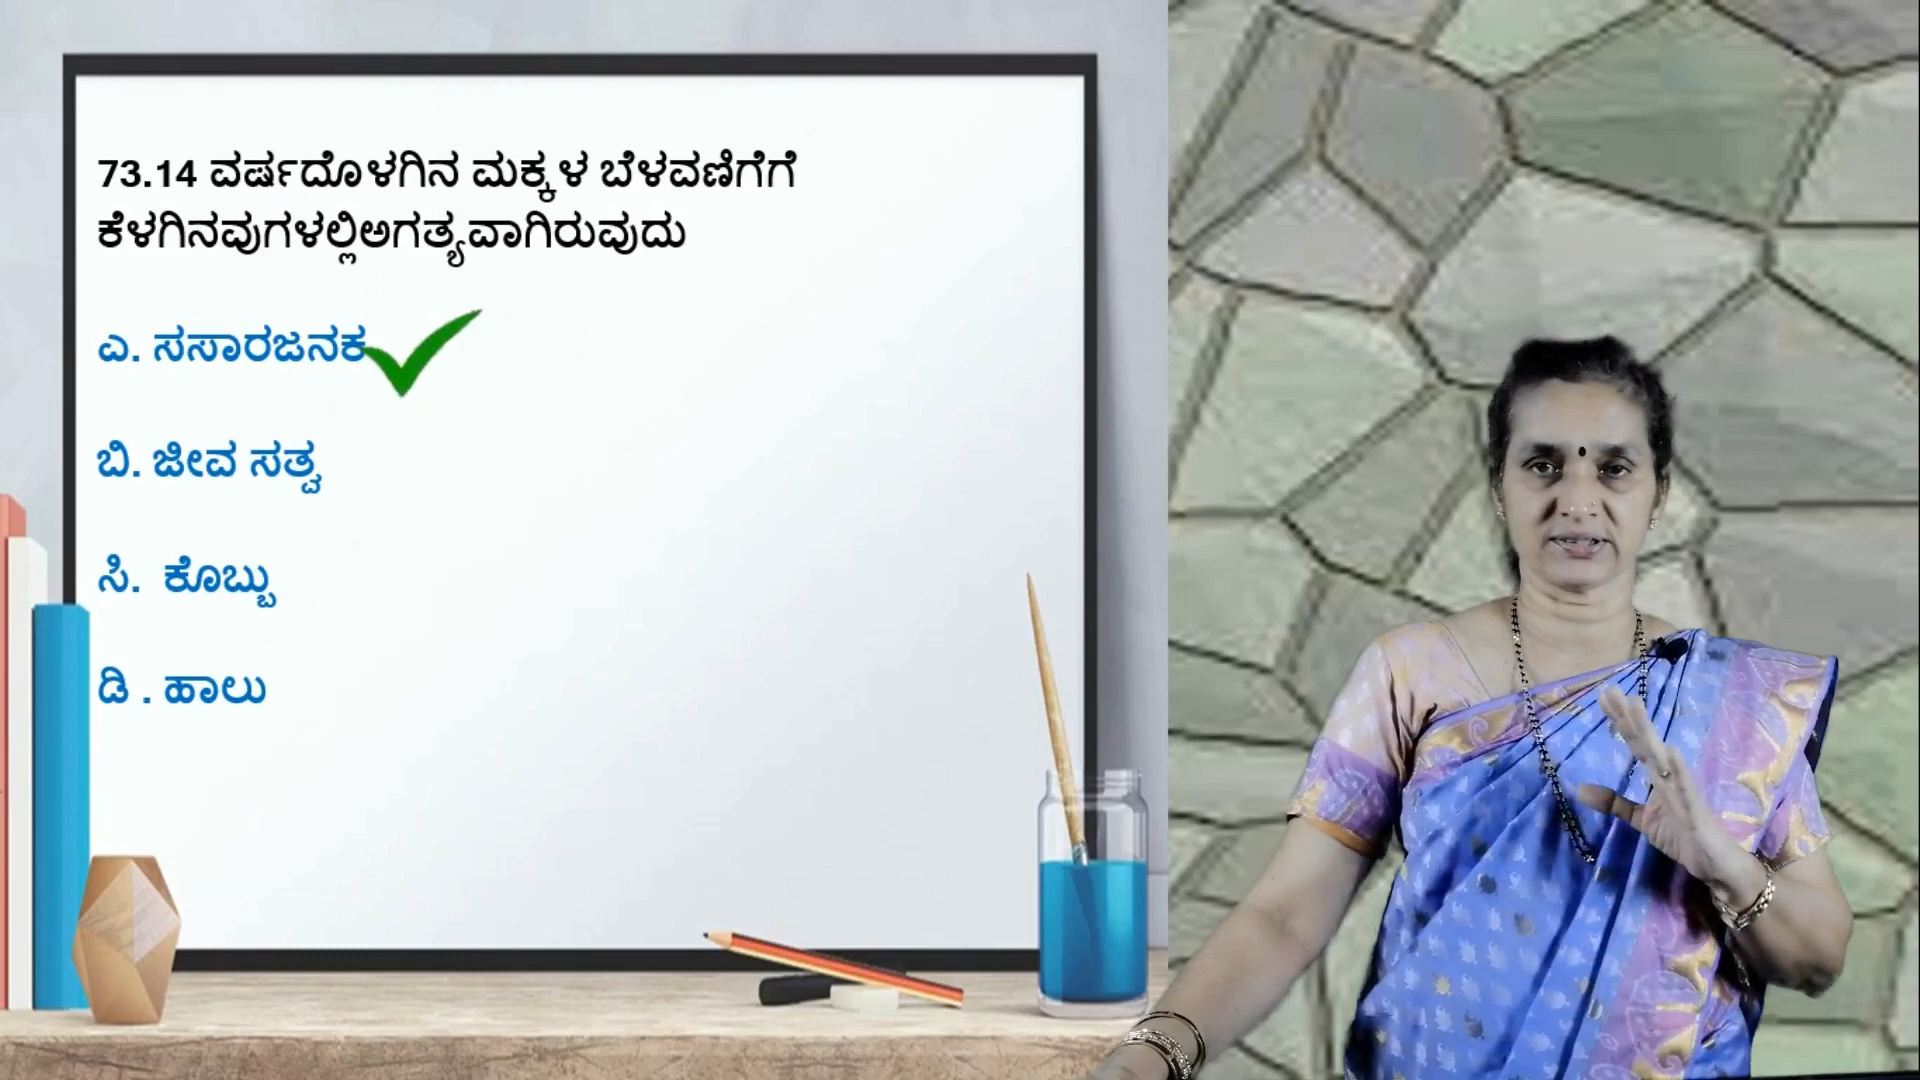 73.14 ವರ್ಷದೊಳಗಿನ ಮಕ್ಕಳ ಬೆಳವಣಿಗೆಗೆ
ಕೆಳಗಿನವುಗಳಲ್ಲಿಅಗತ್ಯವಾಗಿರುವುದು
ಎ. ಸಸಾರಜನಕ
ಬಿ. ಜೀವ ಸತ್ವ
ಸಿ. ಕೊಬ್ಬು
ಡಿ . ಹಾಲು